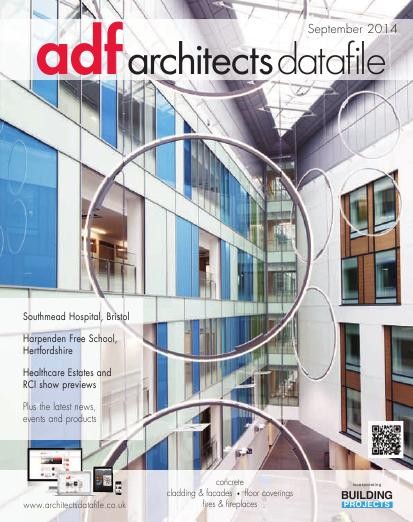 September 2014
adf architects datafile
Southmead Hospital, Bristol
Harpenden Free School,
Hertfordshire
Healthcare Estates and
RCI show previews
Plus the latest news,
events and products
www.architectsdatafile.co.uk
concrete
cladding & facades • floor coverings
fires & fireplaces
incorporating
BUILDING
PROJECTS